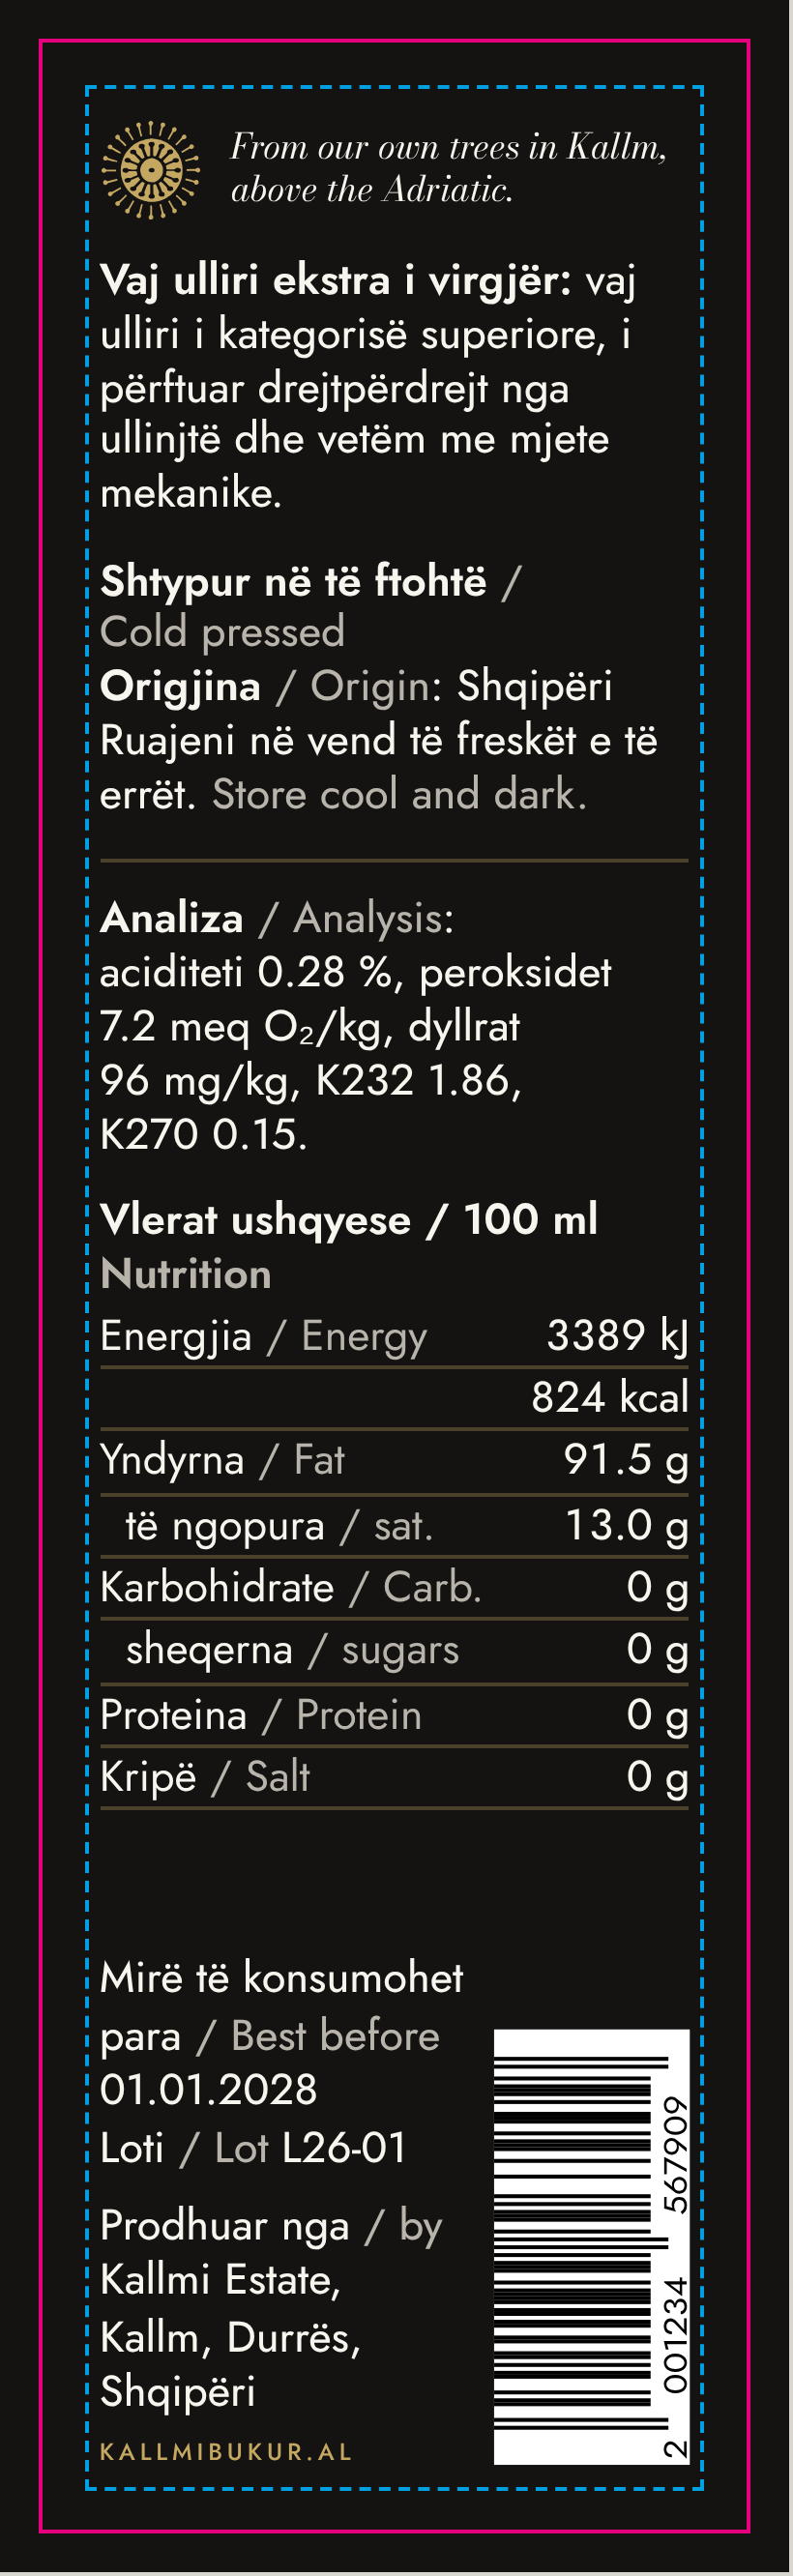 From our own trees in Kallm,
above the Adriatic.
Vaj ulliri ekstra i virgjër: vaj
ulliri i kategorisë superiore, i
përftuar drejtpërdrejt nga
ullinjtë dhe vetëm me mjete
mekanike.
Shtypur në të ftohtë /
Cold pressed
Origjina / Origin: Shqipëri
Ruajeni në vend të freskët e të
errët. Store cool and dark.
Analiza / Analysis:
aciditeti 0.28 %, peroksidet
7.2 meq O₂/kg, dyllrat
96 mg/kg, K232 1.86,
K270 0.15.
Vlerat ushqyese / 100 ml
Nutrition
Energjia / Energy 3389 kJ
824 kcal
Yndyrna / Fat 91.5 g
të ngopura / sat. 13.0 g
Karbohidrate / Carb. 0 g
sheqerna / sugars 0 g
Proteina / Protein 0 g
Kripë / Salt 0 g
Mirë të konsumohet
para / Best before
01.01.2028
Loti / Lot L26-01
Prodhuar nga / by
Kallmi Estate,
Kallm, Durrës,
Shqipëri
KALLMIBUKUR.AL
2 001234 567909